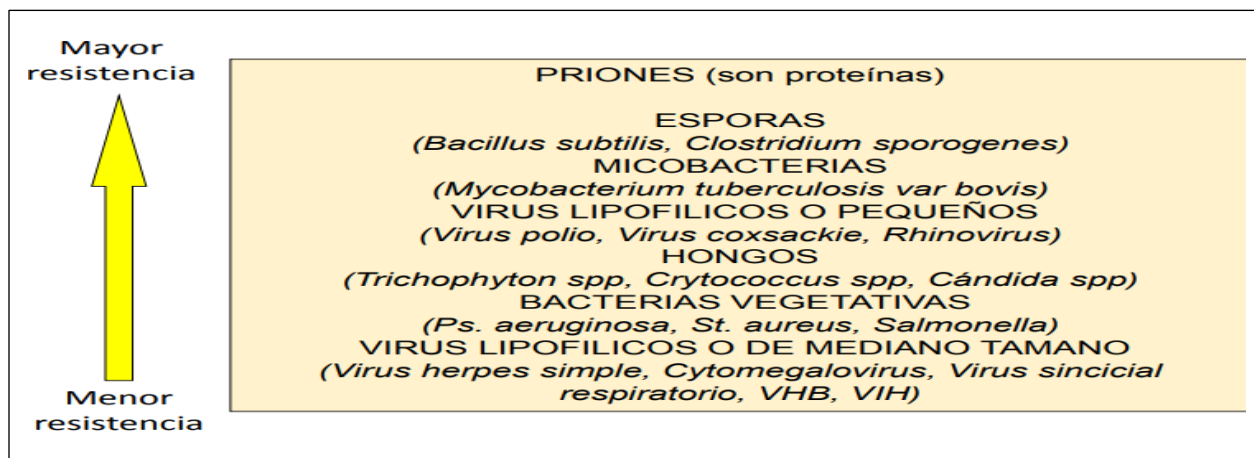 Mayor
resistencia
PRIONES (son proteínas)
ESPORAS
(Bacillus subtilis, Clostridium sporogenes)
MICOBACTERIAS
(Mycobacterium tuberculosis var bovis)
VIRUS LIPOFILICOS O PEQUEÑOS
(Virus polio, Virus coxsackie, Rhinovirus)
HONGOS
(Trichophyton spp, Crytococcus spp, Cándida spp)
BACTERIAS VEGETATIVAS
(Ps. aeruginosa, St. aureus, Salmonella)
VIRUS LIPOFILICOS O DE MEDIANO TAMANO
(Virus herpes simple, Cytomegalovirus, Virus sincicial
respiratorio, VHB, VIH)
Menor
resistencia